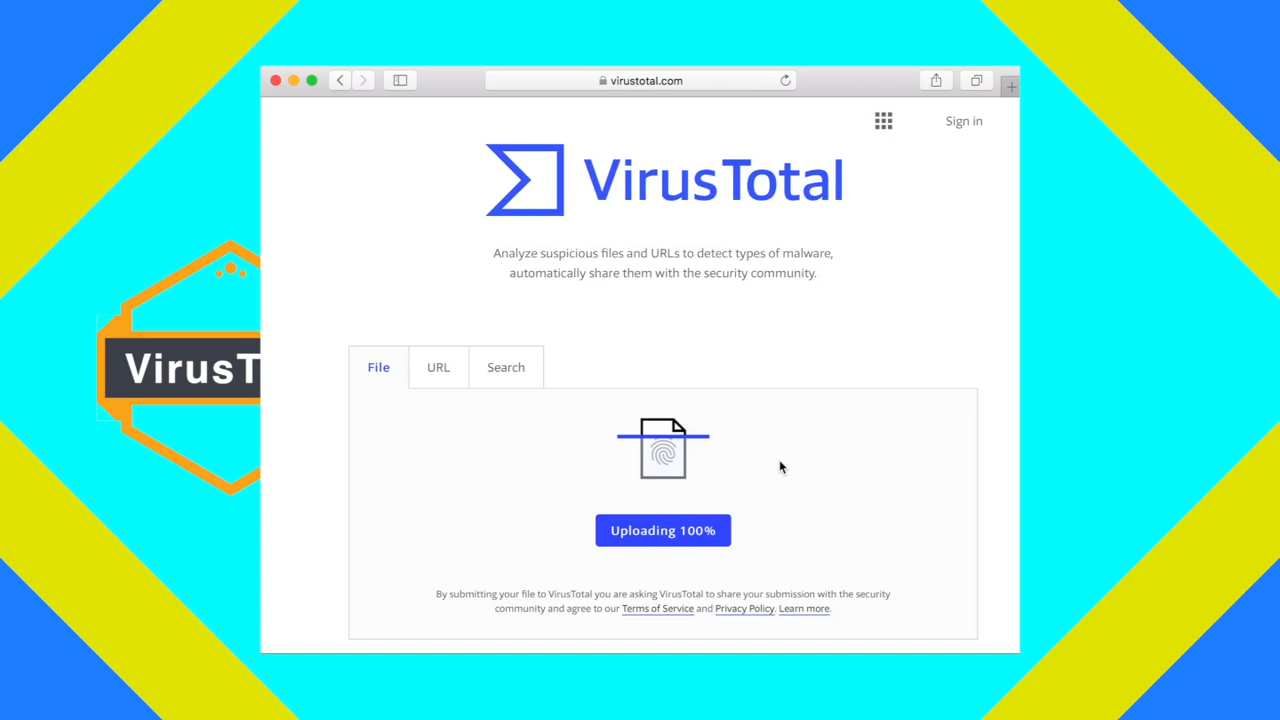 virustotal.com
Sign in
VirusTotal
Analyze suspicious files and URLs to detect types of malware,
automatically share them with the security community.
VirusT
File
URL
Search
Uploading 100%
By submitting your file to VirusTotal you are asking VirusTotal to share your submission with the security
community and agree to our Terms of Service and Privacy Policy. Learn more.